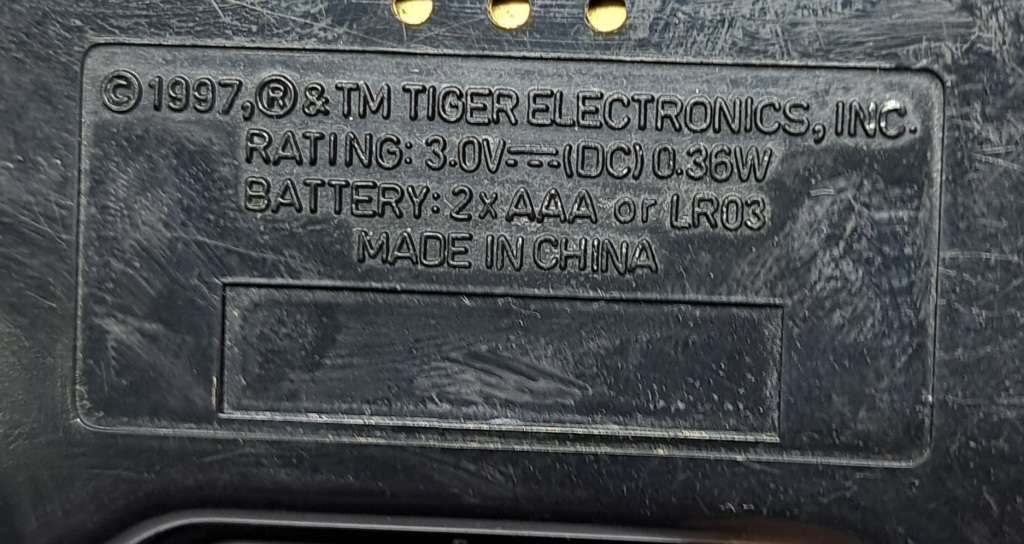 © 1997, ® & TM TIGER ELECTRONICS, INC.
RATING: 3.0V⎓(DC) 0.36W
BATTERY: 2 x AAA or LR03
MADE IN CHINA